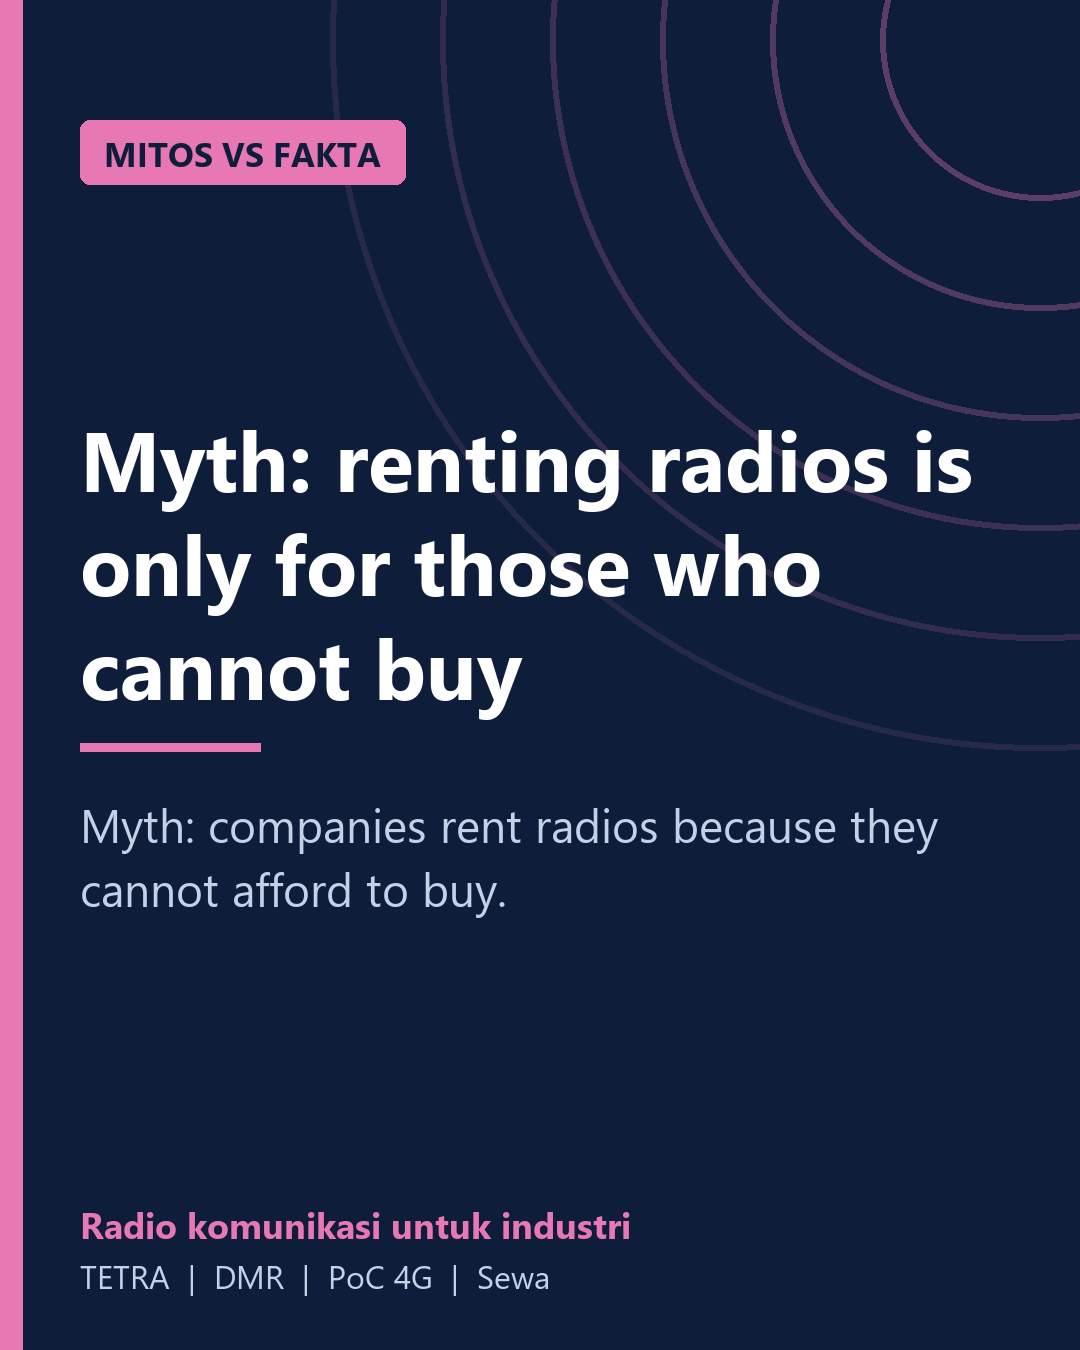 MITOS VS FAKTA
Myth: renting radios is
only for those who
cannot buy
Myth: companies rent radios because they
cannot afford to buy.
Radio komunikasi untuk industri
TETRA | DMR | PoC 4G | Sewa